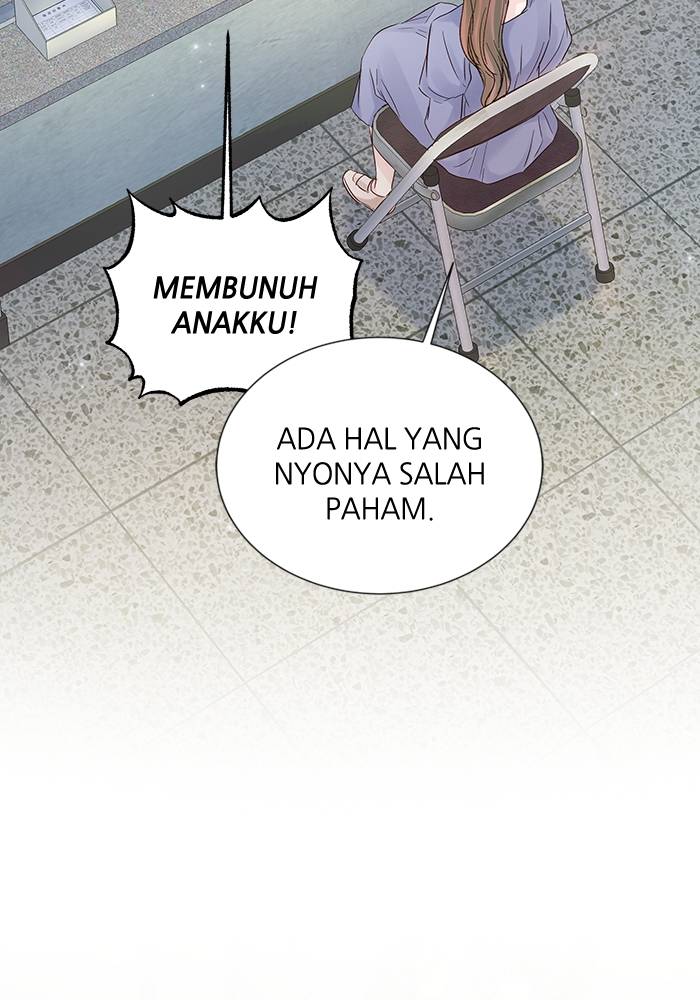 MEMBUNUH
ANAKKU!
ADA HAL YANG
NYONYA SALAH
PAHAM.